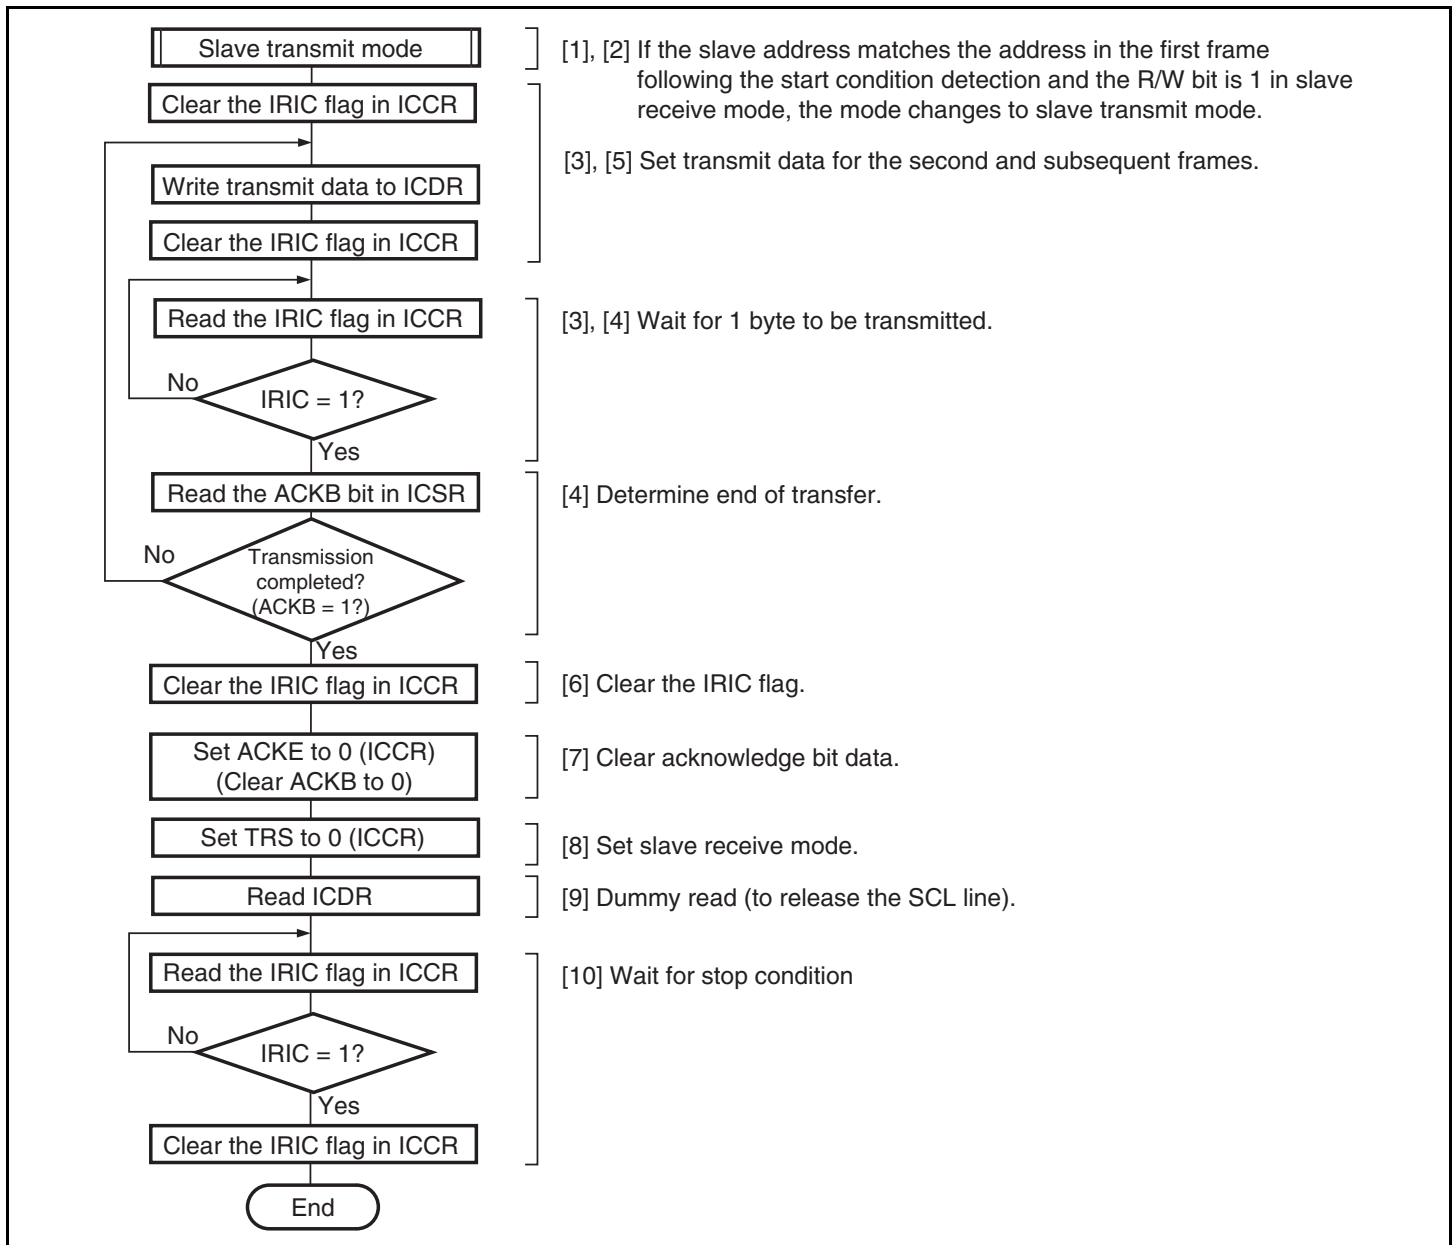 Slave transmit mode
[1], [2] If the slave address matches the address in the first frame
following the start condition detection and the R/W bit is 1 in slave
receive mode, the mode changes to slave transmit mode.
Clear the IRIC flag in ICCR
[3], [5] Set transmit data for the second and subsequent frames.
Write transmit data to ICDR
Clear the IRIC flag in ICCR
Read the IRIC flag in ICCR
[3], [4] Wait for 1 byte to be transmitted.
No
IRIC = 1?
Yes
Read the ACKB bit in ICSR
[4] Determine end of transfer.
No
Transmission
completed?
(ACKB = 1?)
Yes
Clear the IRIC flag in ICCR
[6] Clear the IRIC flag.
Set ACKE to 0 (ICCR)
(Clear ACKB to 0)
[7] Clear acknowledge bit data.
Set TRS to 0 (ICCR)
[8] Set slave receive mode.
Read ICDR
[9] Dummy read (to release the SCL line).
Read the IRIC flag in ICCR
[10] Wait for stop condition
No
IRIC = 1?
Yes
Clear the IRIC flag in ICCR
End